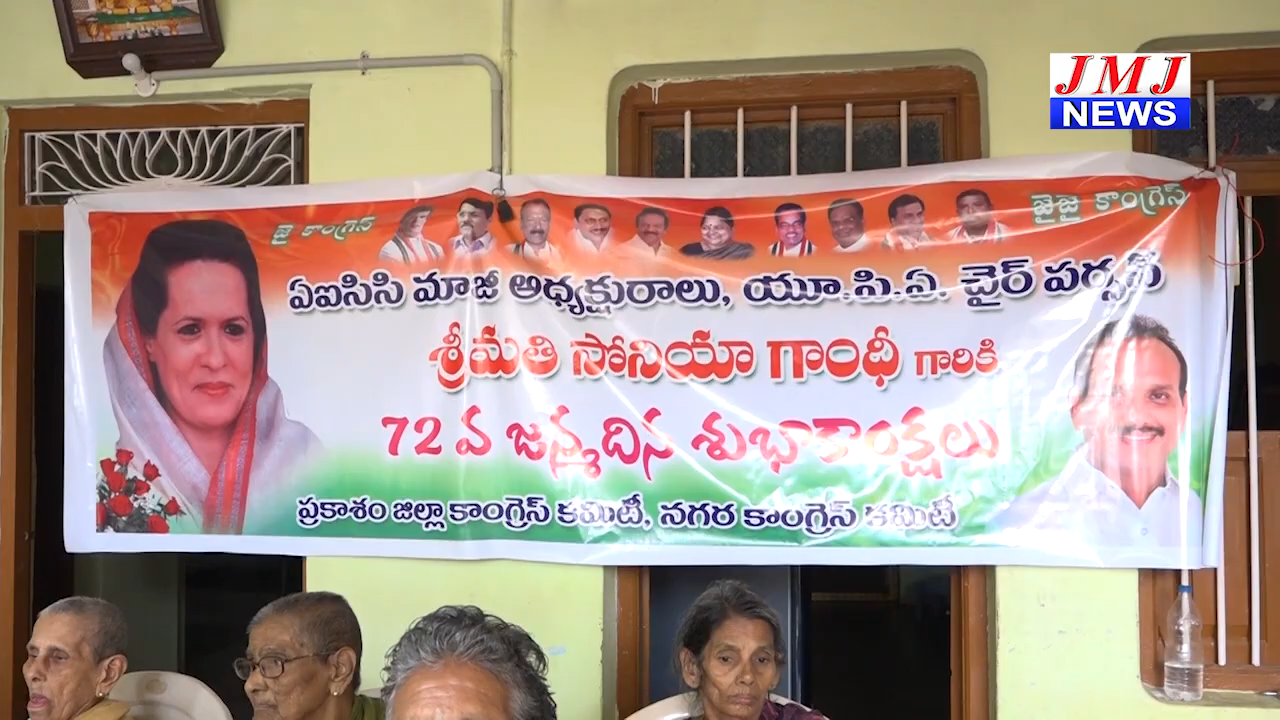 JMJ
NEWS
జై కాంగ్రెస్
జైజై కాంగ్రెస్
ఏఐసిసి మాజీ అధ్యక్షురాలు, యూ.పి.ఏ. చైర్ పర్సన్
శ్రీమతి సోనియా గాంధీ గారికి
72 వ జన్మదిన శుభాకాంక్షలు
ప్రకాశం జిల్లా కాంగ్రెస్ కమిటీ, నగర కాంగ్రెస్ కమిటీ